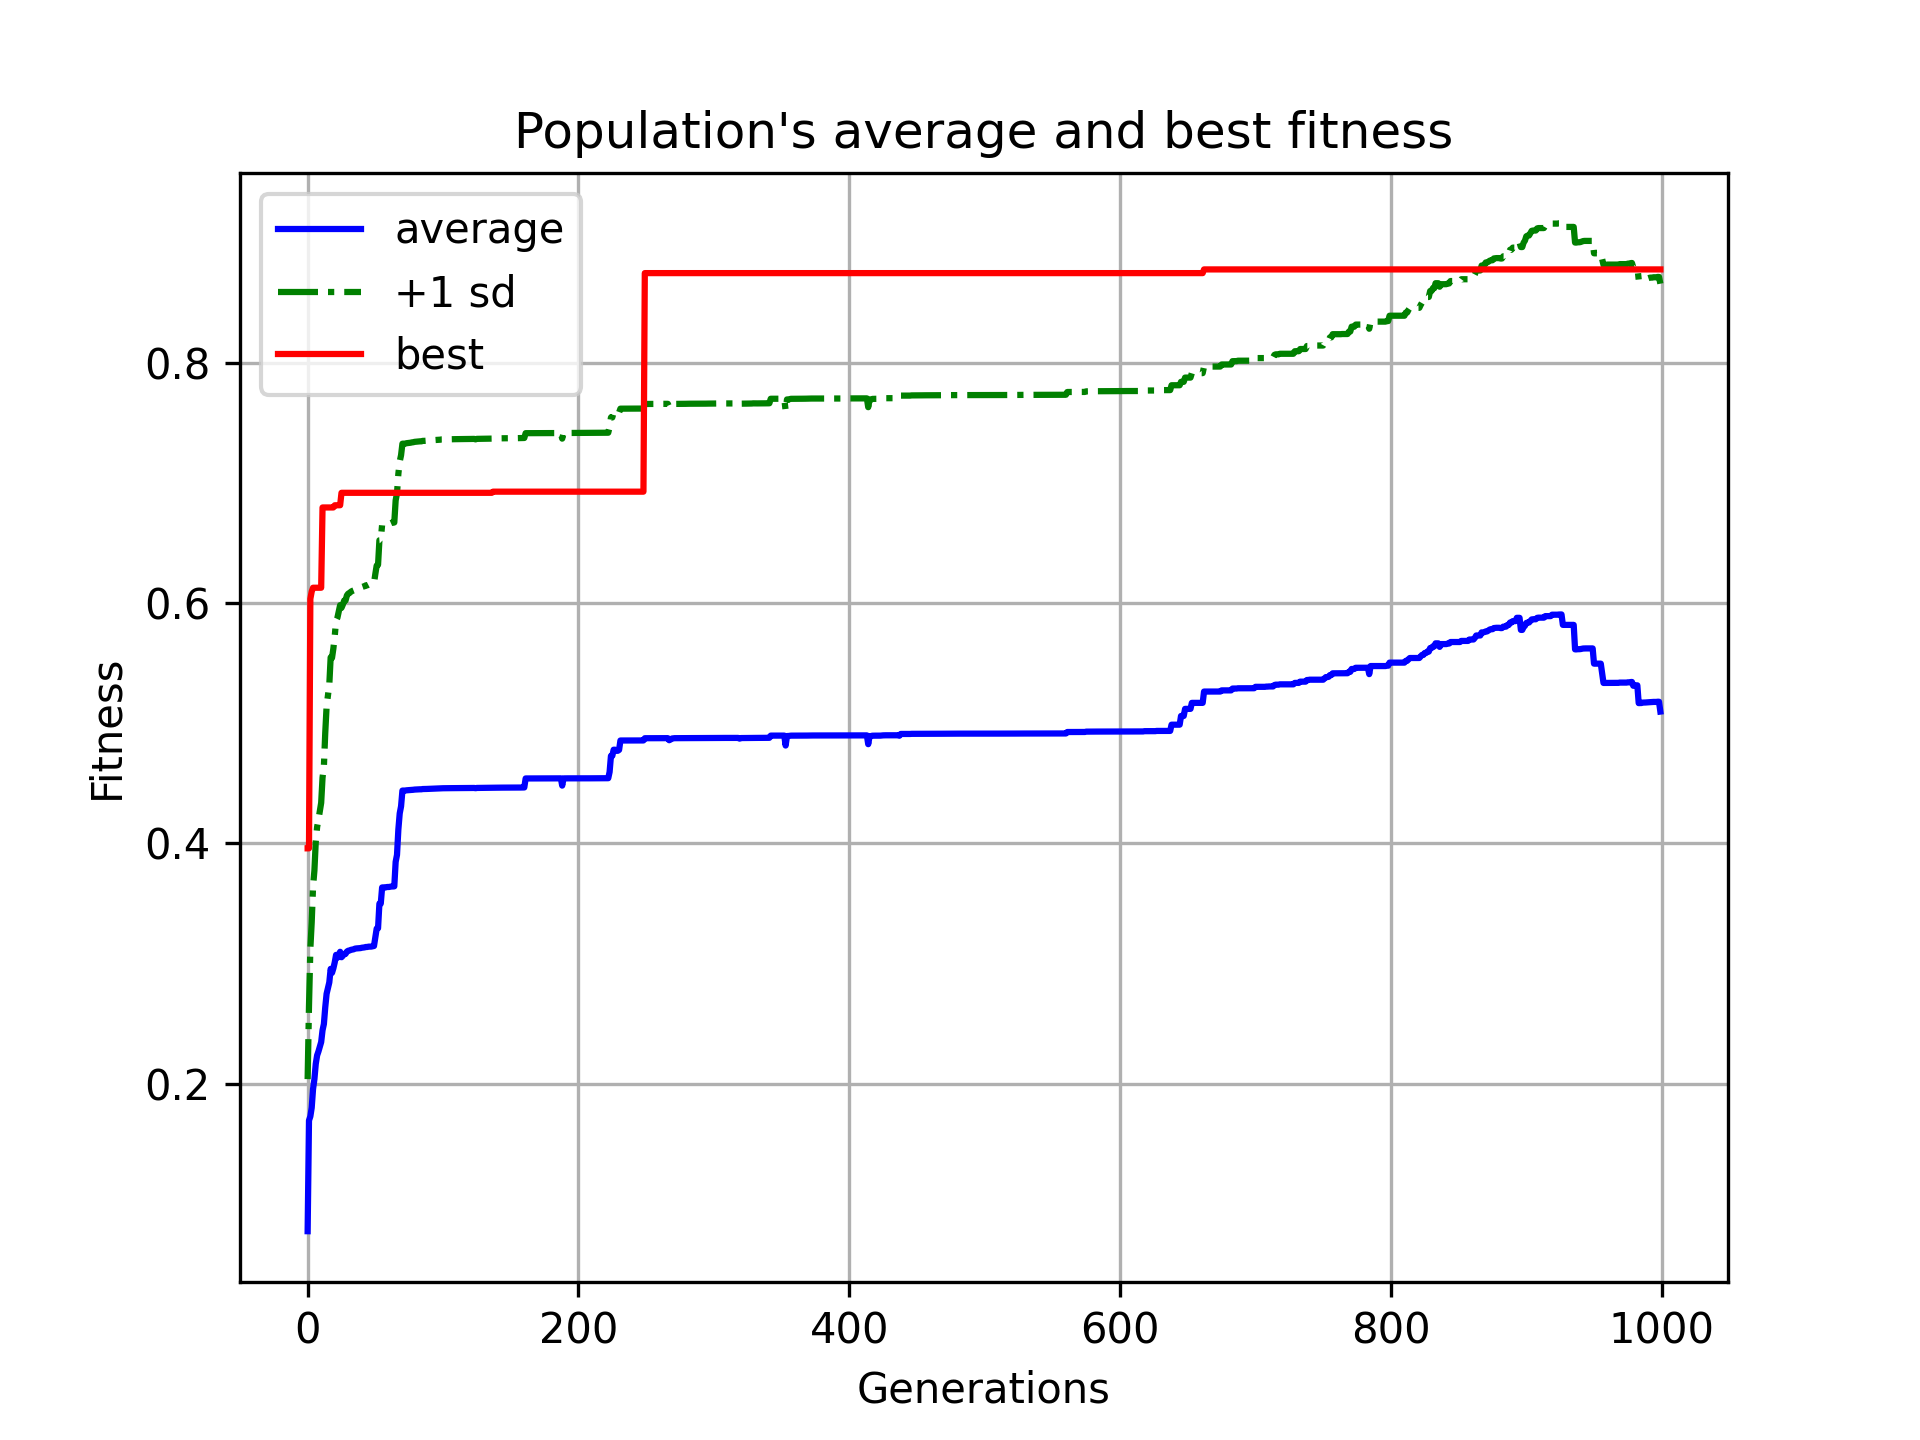 Population's average and best fitness
average
+1 sd
best
Fitness
0.8
0.6
0.4
0.2
0 200 400 600 800 1000
Generations